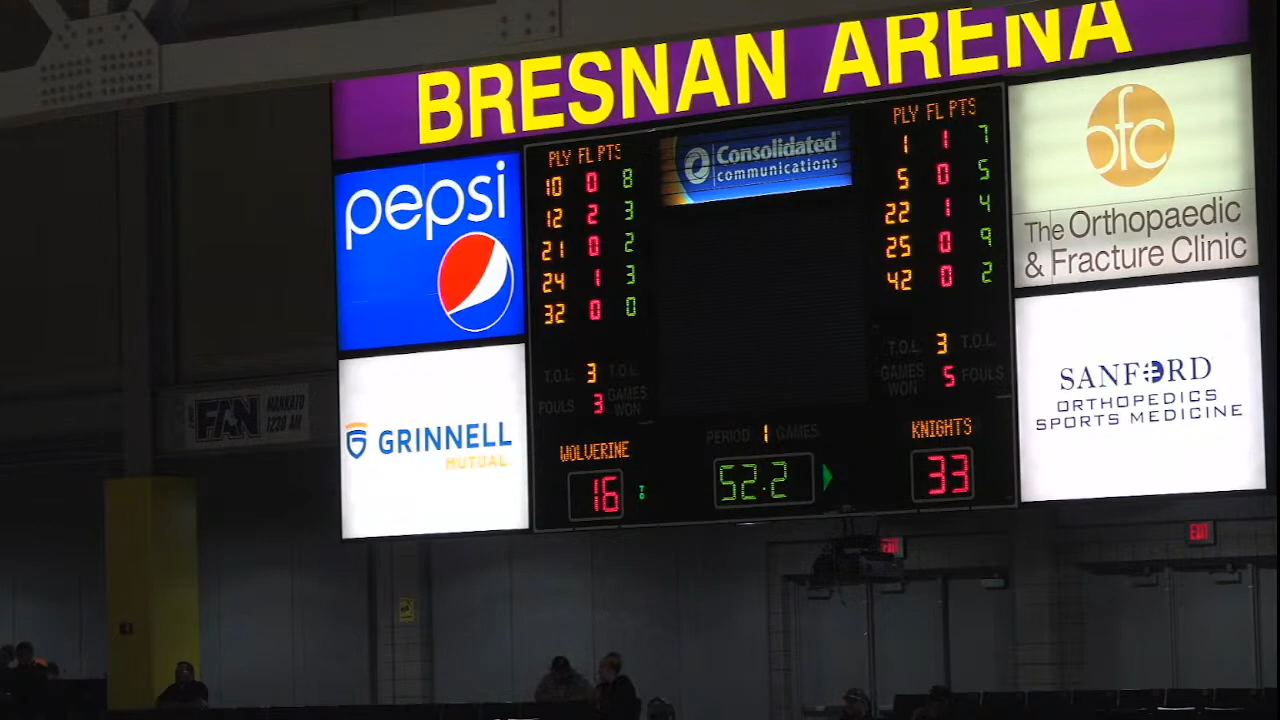 BRESNAN ARENA
pepsi
GRINNELL
MUTUAL
FAN
MANKATO
1230 AM
PLY FL PTS
10 0 8
12 2 3
21 0 2
24 1 3
32 0 0
T.O.L. 3 T.O.L.
FOULS 3 GAMES WON
WOLVERINE
16
Consolidated
communications
PERIOD 1 GAMES
52.2
PLY FL PTS
1 1 7
5 0 5
22 1 4
25 0 9
42 0 2
T.O.L. 3 T.O.L.
GAMES WON 5 FOULS
KNIGHTS
33
ofc
The Orthopaedic
& Fracture Clinic
SANFORD
ORTHOPEDICS
SPORTS MEDICINE
EXIT
EXIT